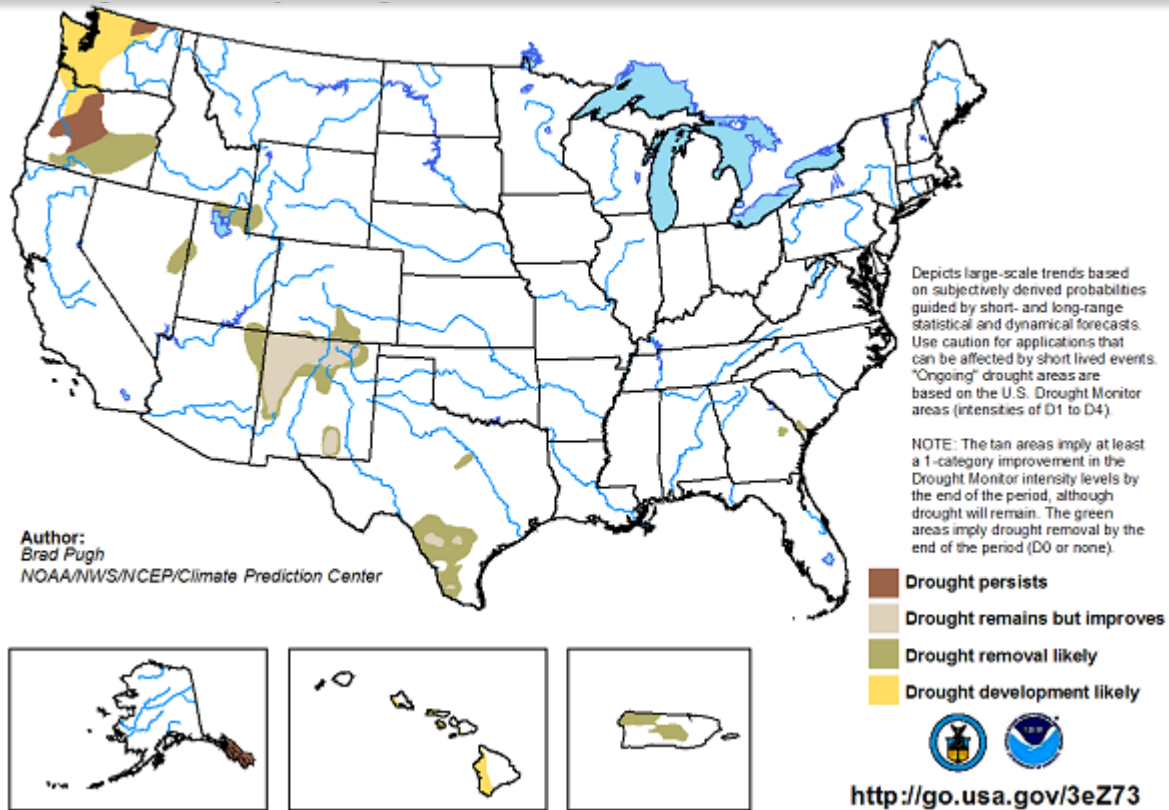 Depicts large-scale trends based
on subjectively derived probabilities
guided by short- and long-range
statistical and dynamical forecasts.
Use caution for applications that
can be affected by short lived events.
"Ongoing" drought areas are
based on the U.S. Drought Monitor
areas (intensities of D1 to D4).
NOTE: The tan areas imply at least
a 1-category improvement in the
Drought Monitor intensity levels by
the end of the period, although
drought will remain. The green
areas imply drought removal by the
end of the period (D0 or none).
Author:
Brad Pugh
NOAA/NWS/NCEP/Climate Prediction Center
Drought persists
Drought remains but improves
Drought removal likely
Drought development likely
http://go.usa.gov/3eZ73